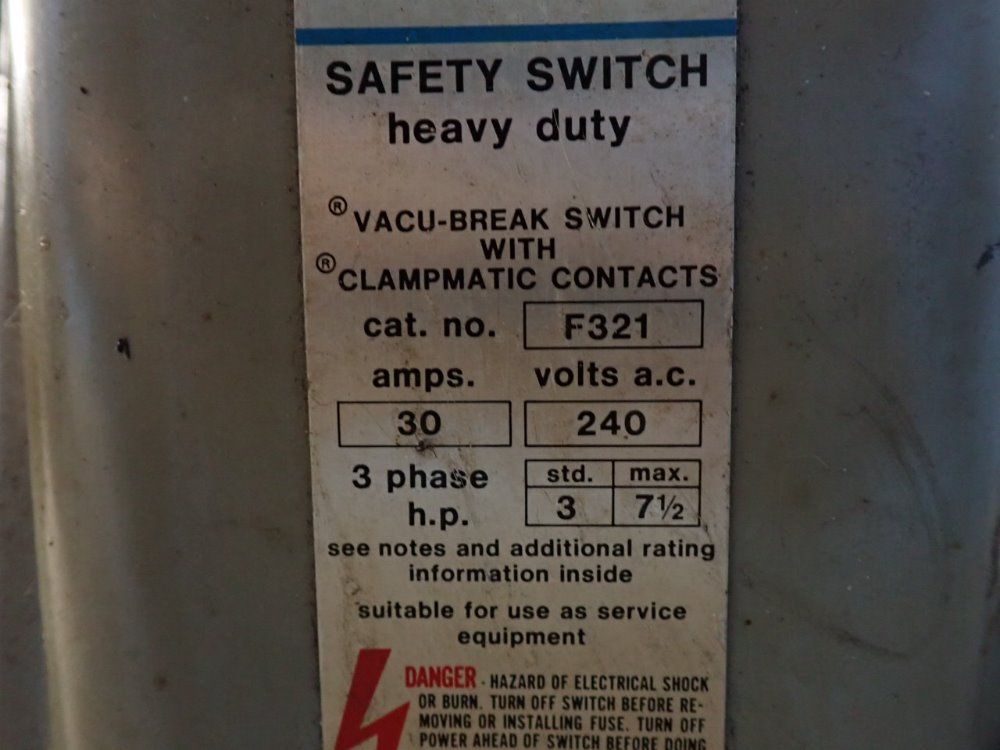 SAFETY SWITCH
heavy duty
® VACU-BREAK SWITCH
WITH
® CLAMPMATIC CONTACTS
cat. no. F321
amps. volts a.c.
30 240
3 phase std. max.
h.p. 3 7½
see notes and additional rating
information inside
suitable for use as service
equipment
DANGER - HAZARD OF ELECTRICAL SHOCK
OR BURN. TURN OFF SWITCH BEFORE RE-
MOVING OR INSTALLING FUSE. TURN OFF
POWER AHEAD OF SWITCH BEFORE DOING